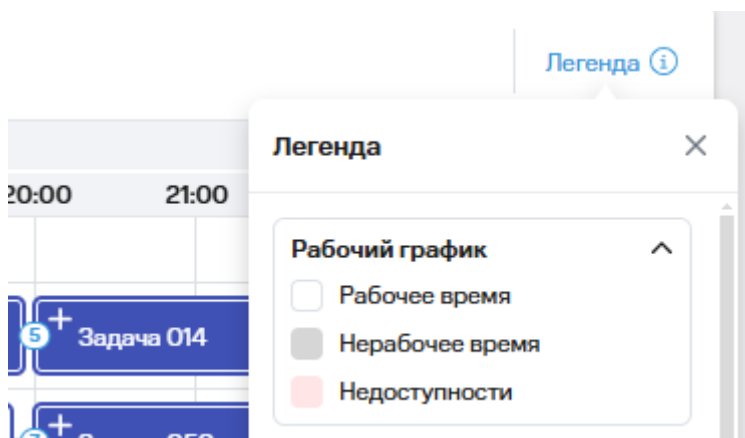 Легенда
Легенда
20:00 21:00
Рабочий график
Рабочее время
5 Задача 014
Нерабочее время
Недоступности